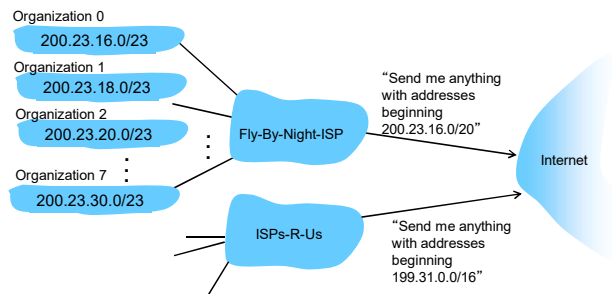 Organization 0
200.23.16.0/23
Organization 1
200.23.18.0/23
Organization 2
200.23.20.0/23
Organization 7
200.23.30.0/23
Fly-By-Night-ISP
“Send me anything
with addresses
beginning
200.23.16.0/20”
Internet
ISPs-R-Us
“Send me anything
with addresses
beginning
199.31.0.0/16”